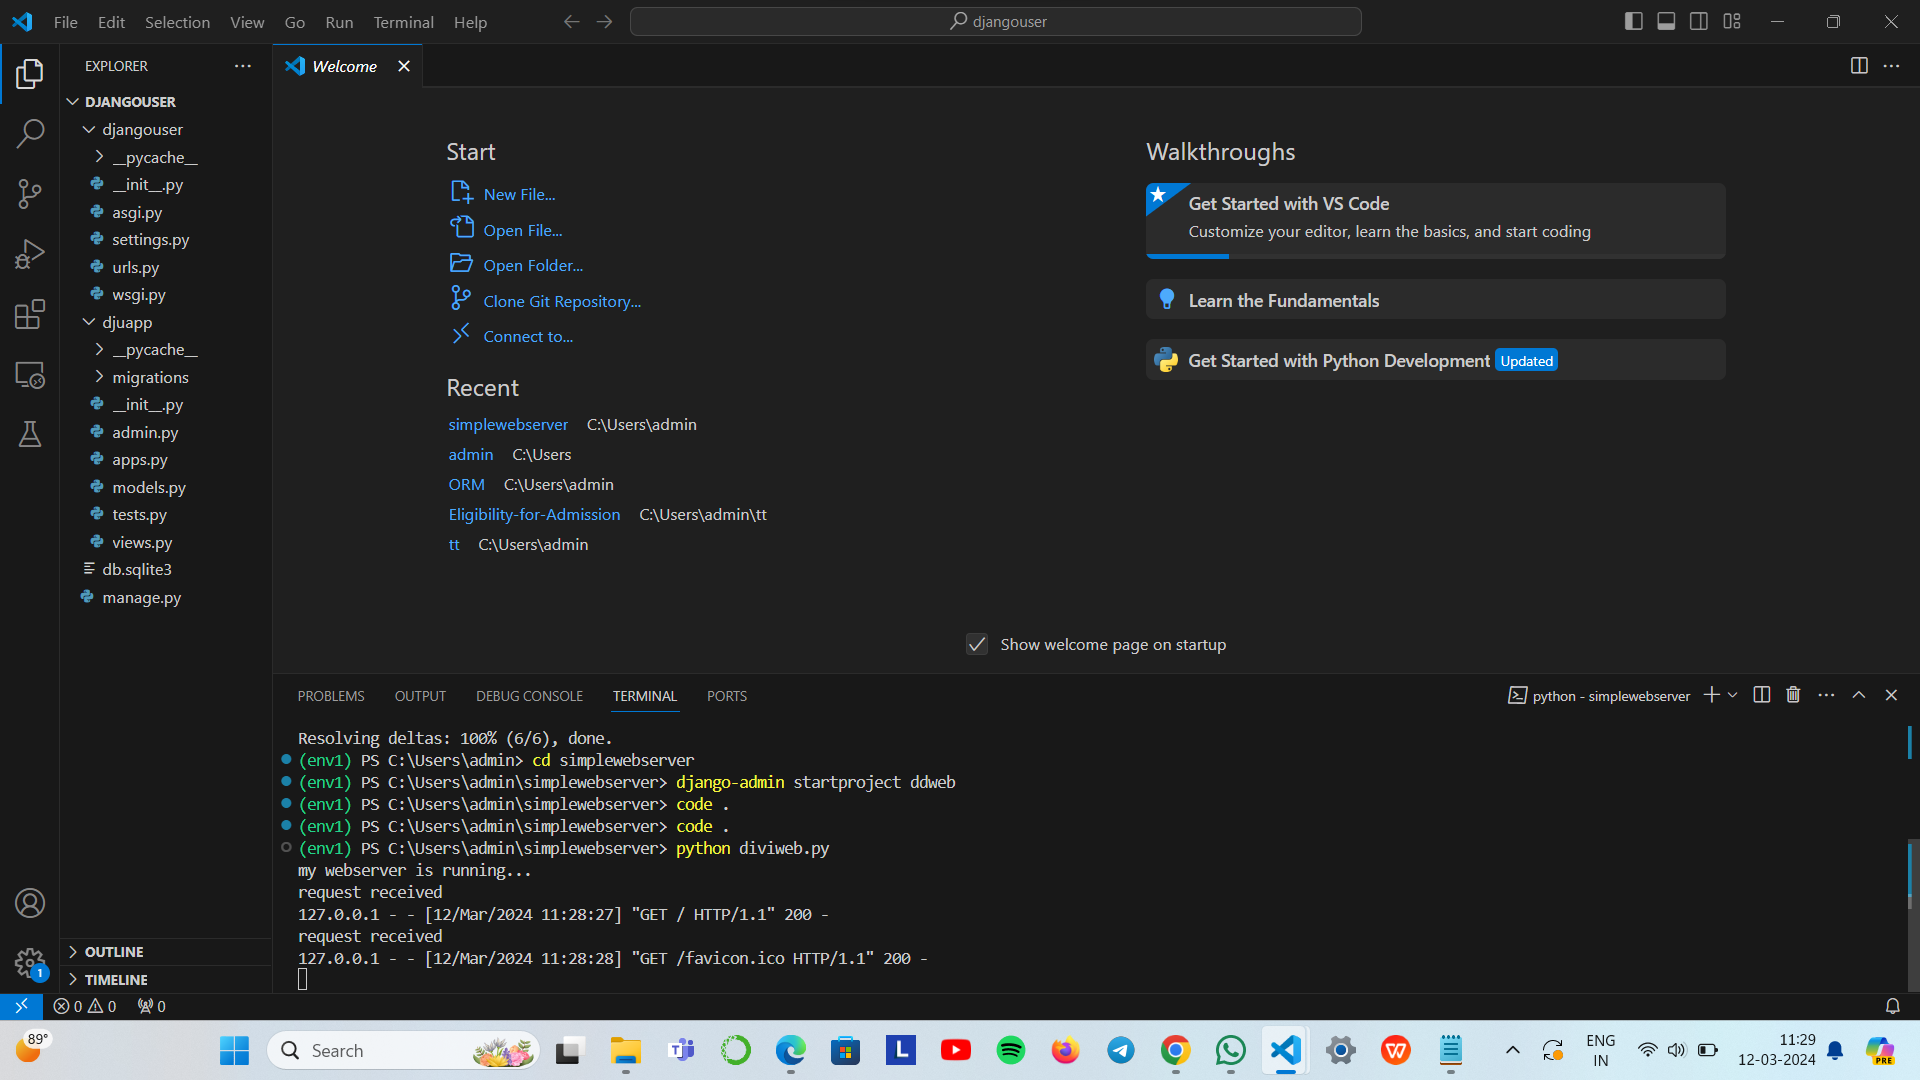 File Edit Selection View Go Run Terminal Help
djangouser
EXPLORER
Welcome
DJANGOUSER
djangouser
__pycache__
__init__.py
asgi.py
settings.py
urls.py
wsgi.py
djuapp
__pycache__
migrations
__init__.py
admin.py
apps.py
models.py
tests.py
views.py
db.sqlite3
manage.py
OUTLINE
TIMELINE
Start
New File...
Open File...
Open Folder...
Clone Git Repository...
Connect to...
Recent
simplewebserver C:\Users\admin
admin C:\Users
ORM C:\Users\admin
Eligibility-for-Admission C:\Users\admin\tt
tt C:\Users\admin
Walkthroughs
Get Started with VS Code
Customize your editor, learn the basics, and start coding
Learn the Fundamentals
Get Started with Python Development Updated
Show welcome page on startup
PROBLEMS OUTPUT DEBUG CONSOLE TERMINAL PORTS
python - simplewebserver
Resolving deltas: 100% (6/6), done.
(env1) PS C:\Users\admin> cd simplewebserver
(env1) PS C:\Users\admin\simplewebserver> django-admin startproject ddweb
(env1) PS C:\Users\admin\simplewebserver> code .
(env1) PS C:\Users\admin\simplewebserver> code .
(env1) PS C:\Users\admin\simplewebserver> python diviweb.py
my webserver is running...
request received
127.0.0.1 - - [12/Mar/2024 11:28:27] "GET / HTTP/1.1" 200 -
request received
127.0.0.1 - - [12/Mar/2024 11:28:28] "GET /favicon.ico HTTP/1.1" 200 -
1
0 0 0
89°
Search
L
W
ENG
IN
11:29
12-03-2024
PRE